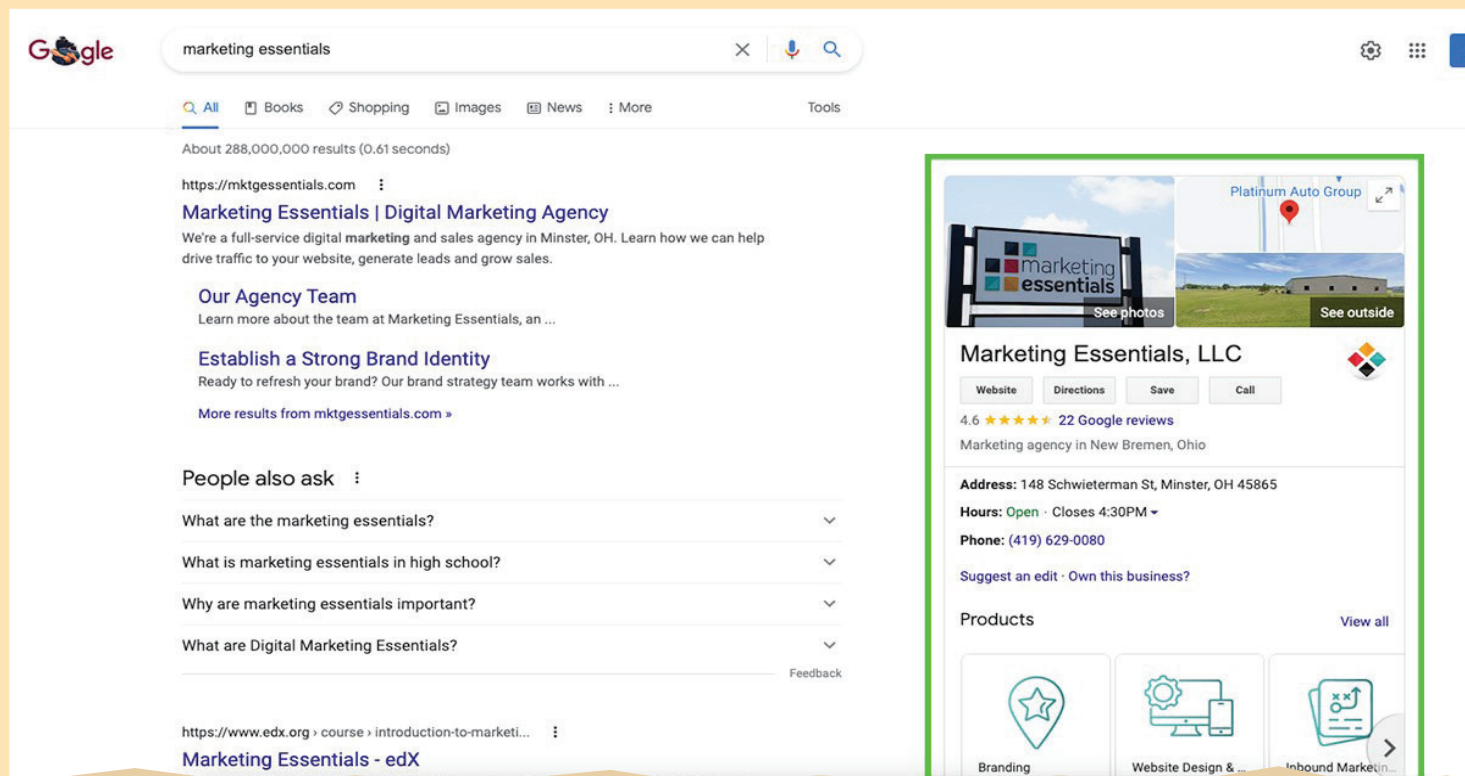 Google
marketing essentials
All Books Shopping Images News More Tools
About 288,000,000 results (0.61 seconds)
https://mktgessentials.com
Marketing Essentials | Digital Marketing Agency
We're a full-service digital marketing and sales agency in Minster, OH. Learn how we can help
drive traffic to your website, generate leads and grow sales.
Our Agency Team
Learn more about the team at Marketing Essentials, an ...
Establish a Strong Brand Identity
Ready to refresh your brand? Our brand strategy team works with ...
More results from mktgessentials.com »
People also ask
What are the marketing essentials?
What is marketing essentials in high school?
Why are marketing essentials important?
What are Digital Marketing Essentials?
Feedback
https://www.edx.org › course › introduction-to-marketi...
Marketing Essentials - edX
Platinum Auto Group
marketing
essentials
See photos
See outside
Marketing Essentials, LLC
Website Directions Save Call
4.6 22 Google reviews
Marketing agency in New Bremen, Ohio
Address: 148 Schwieterman St, Minster, OH 45865
Hours: Open · Closes 4:30PM
Phone: (419) 629-0080
Suggest an edit · Own this business?
Products View all
Branding Website Design & ... Inbound Marketin...